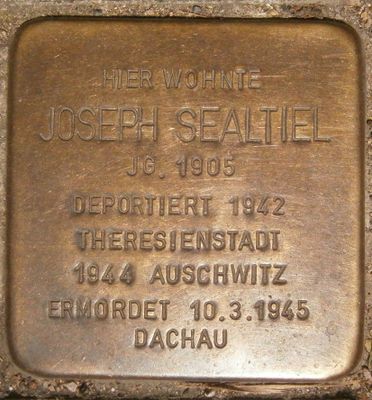 HIER WOHNTE
JOSEPH SEALTIEL
JG. 1905
DEPORTIERT 1942
THERESIENSTADT
1944 AUSCHWITZ
ERMORDET 10.3.1945
DACHAU